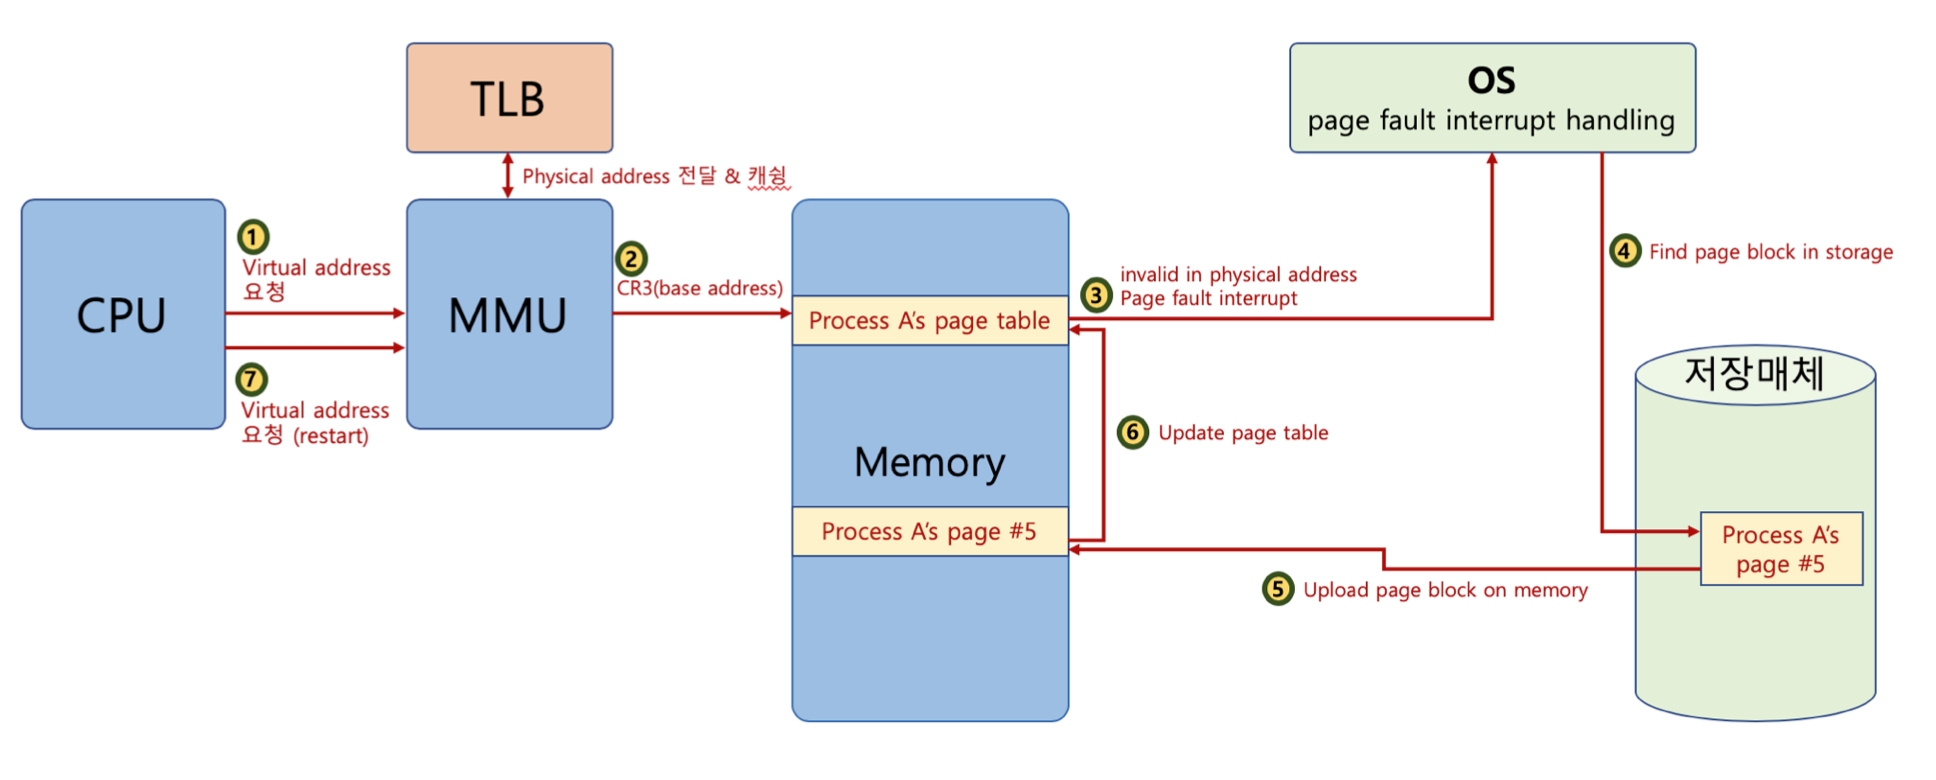 TLB
OS
page fault interrupt handling
Physical address 전달 & 캐슁
CPU
1
Virtual address
요청
7
Virtual address
요청 (restart)
MMU
2
CR3(base address)
Process A's page table
Memory
Process A's page #5
3
invalid in physical address
Page fault interrupt
4
Find page block in storage
6
Update page table
5
Upload page block on memory
저장매체
Process A's
page #5